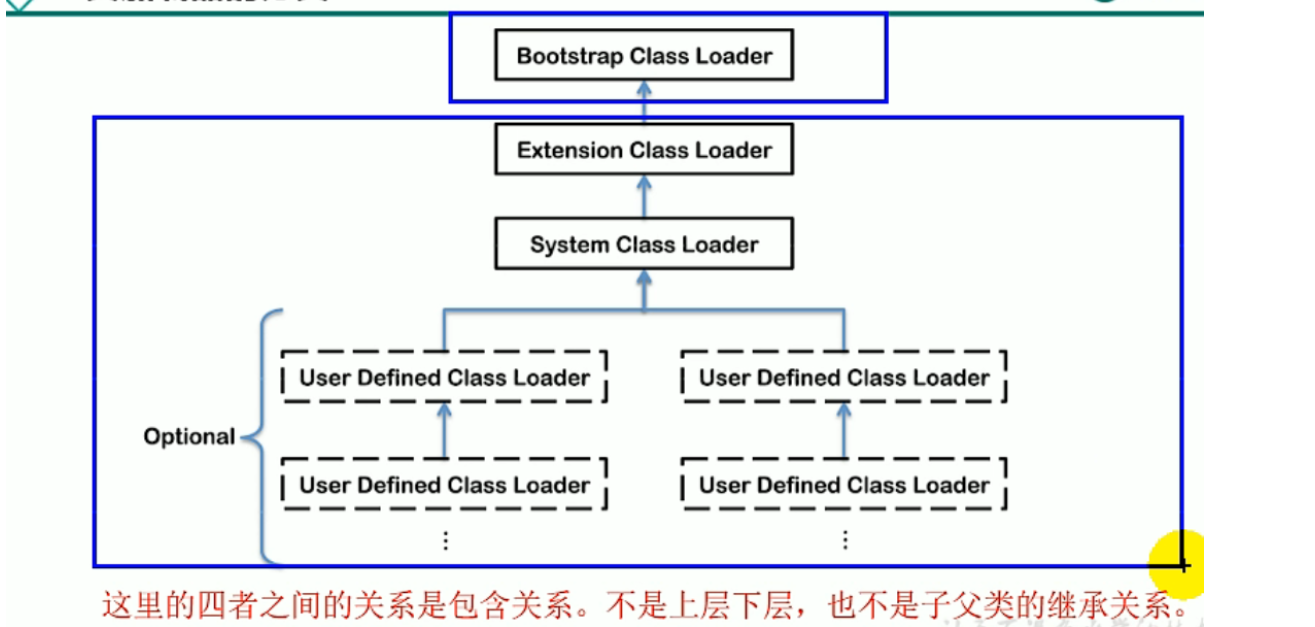 Bootstrap Class Loader
Extension Class Loader
System Class Loader
User Defined Class Loader
User Defined Class Loader
Optional
User Defined Class Loader
User Defined Class Loader
⋮
⋮
这里的四者之间的关系是包含关系。不是上层下层，也不是子父类的继承关系。